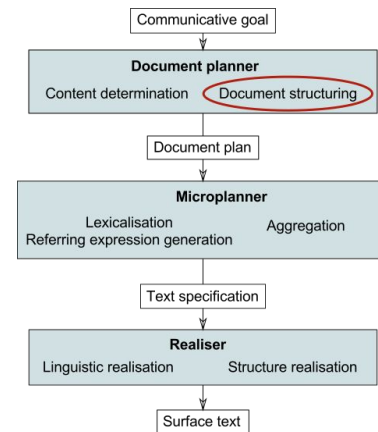 Communicative goal
Document planner
Content determination Document structuring
Document plan
Microplanner
Lexicalisation
Aggregation
Referring expression generation
Text specification
Realiser
Linguistic realisation Structure realisation
Surface text